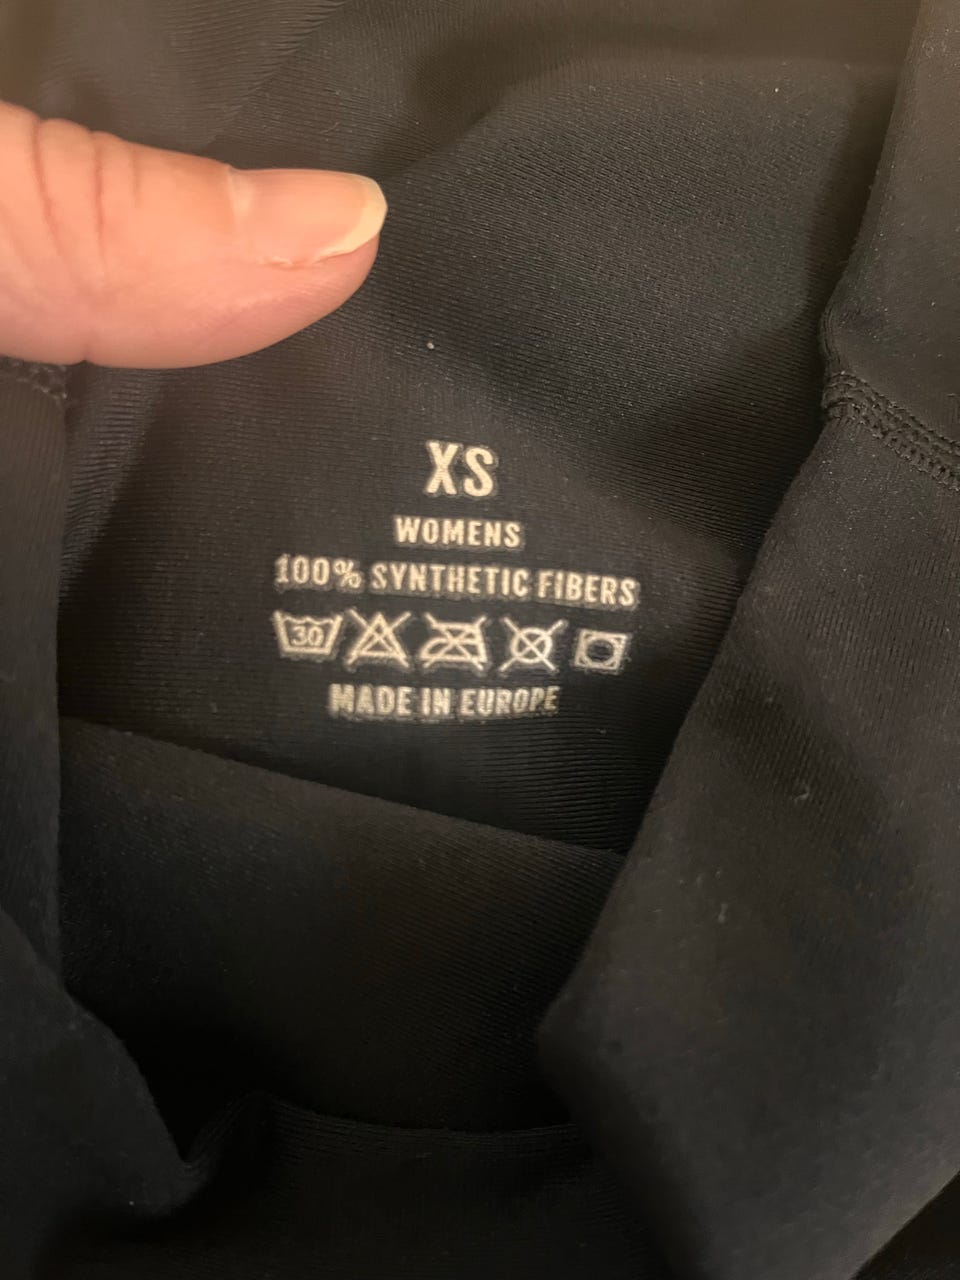 XS
WOMENS
100% SYNTHETIC FIBERS
30
MADE IN EUROPE